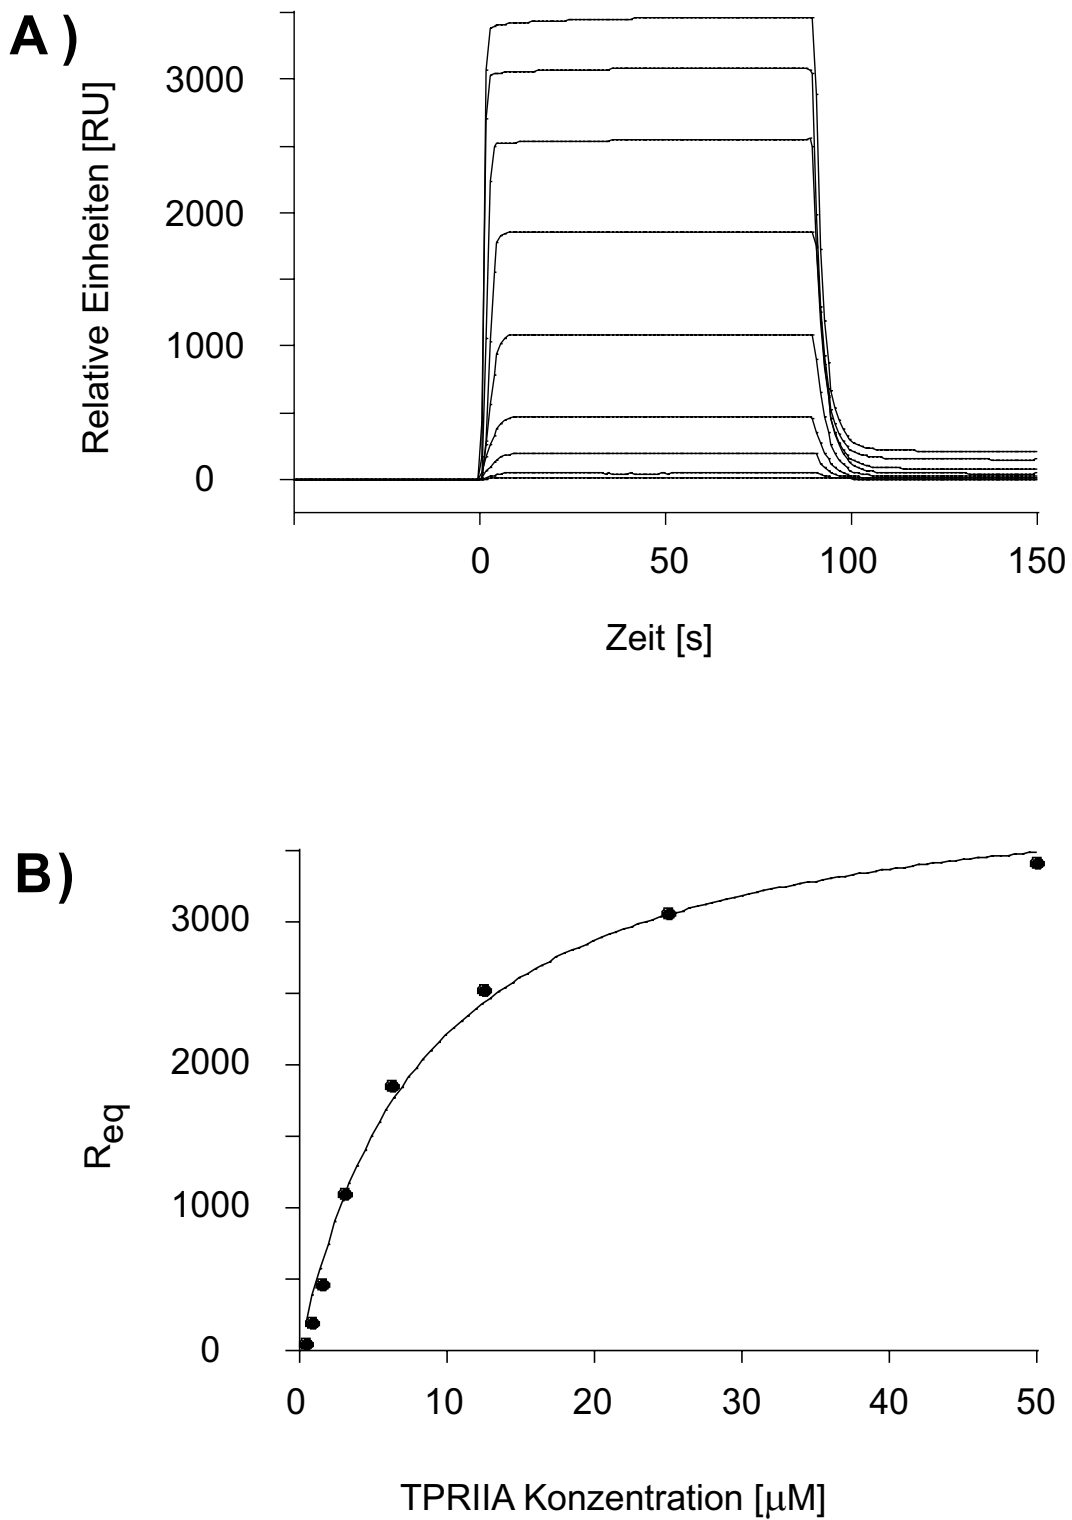 A)
Relative Einheiten [RU]
3000
2000
1000
0
0 50 100 150
Zeit [s]
B)
R_eq
3000
2000
1000
0
0 10 20 30 40 50
TPRIIA Konzentration [μM]